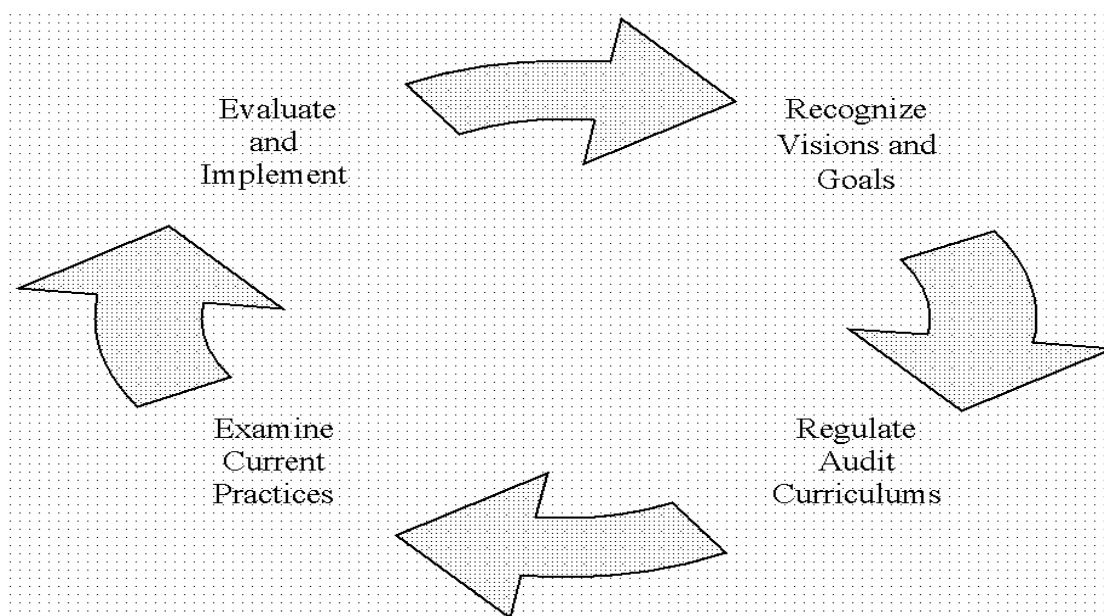 Evaluate
and
Implement
Recognize
Visions and
Goals
Examine
Current
Practices
Regulate
Audit
Curriculums